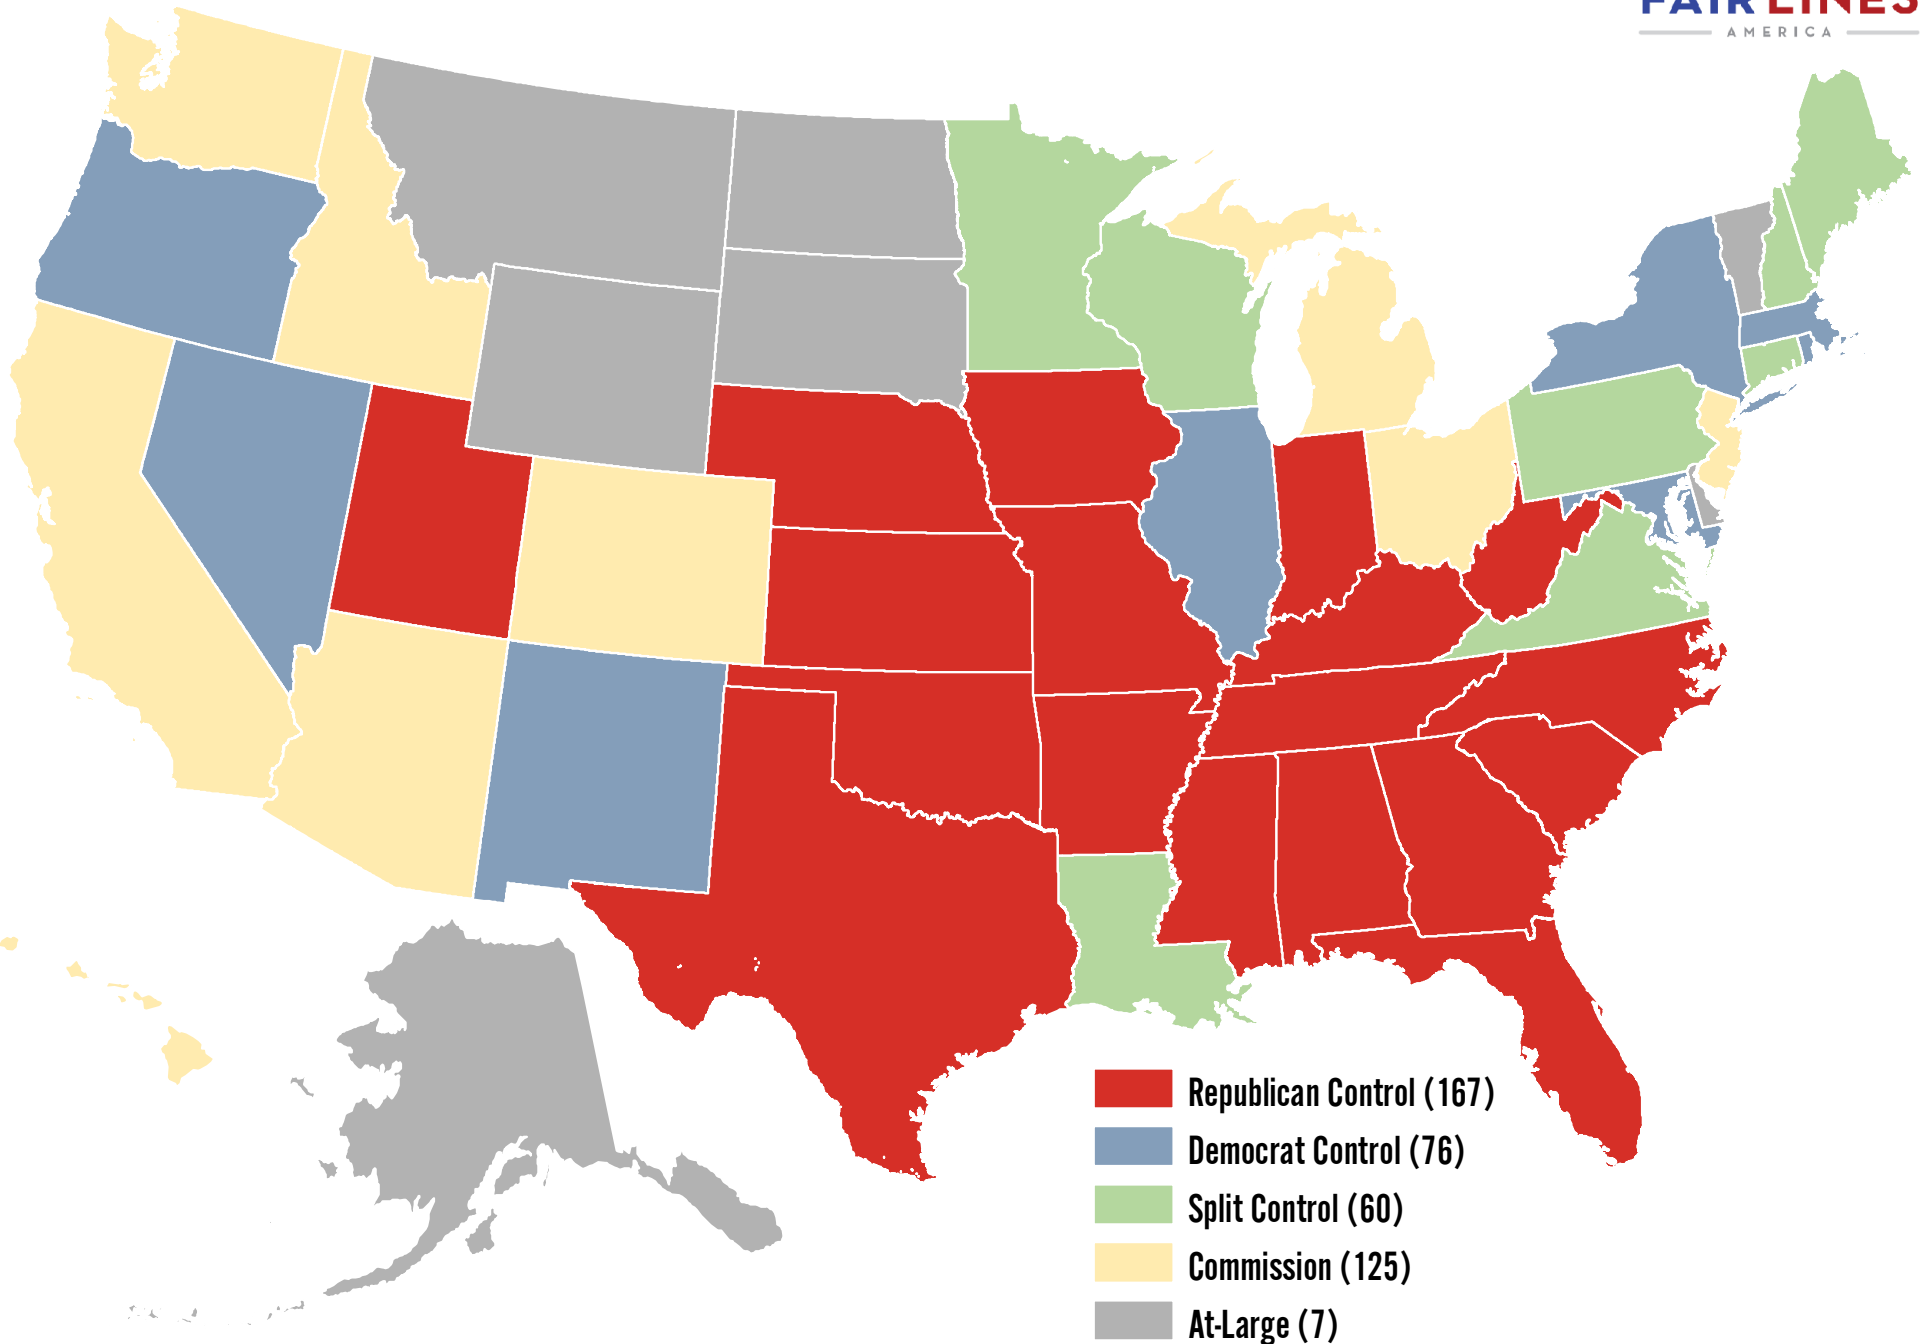 FAIR LINES
AMERICA
Republican Control (167)
Democrat Control (76)
Split Control (60)
Commission (125)
At-Large (7)